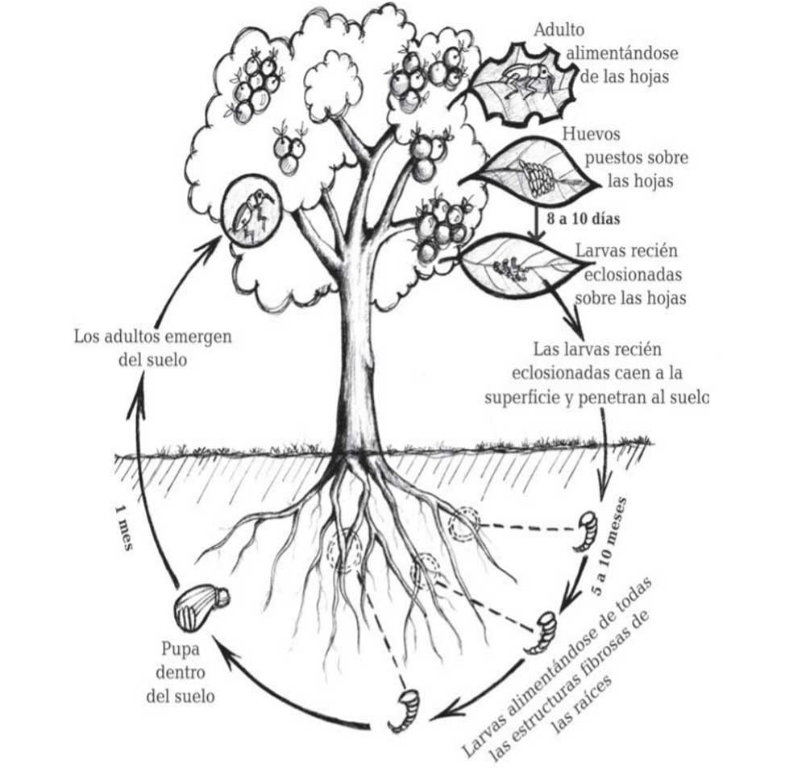 Adulto
alimentándose
de las hojas
Huevos
puestos sobre
las hojas
8 a 10 días
Larvas recién
eclosionadas
sobre las hojas
Las larvas recién
eclosionadas caen a la
superficie y penetran al suelo
5 a 10 meses
Larvas alimentándose de todas
las estructuras fibrosas de
las raíces
Pupa
dentro
del suelo
1 mes
Los adultos emergen
del suelo